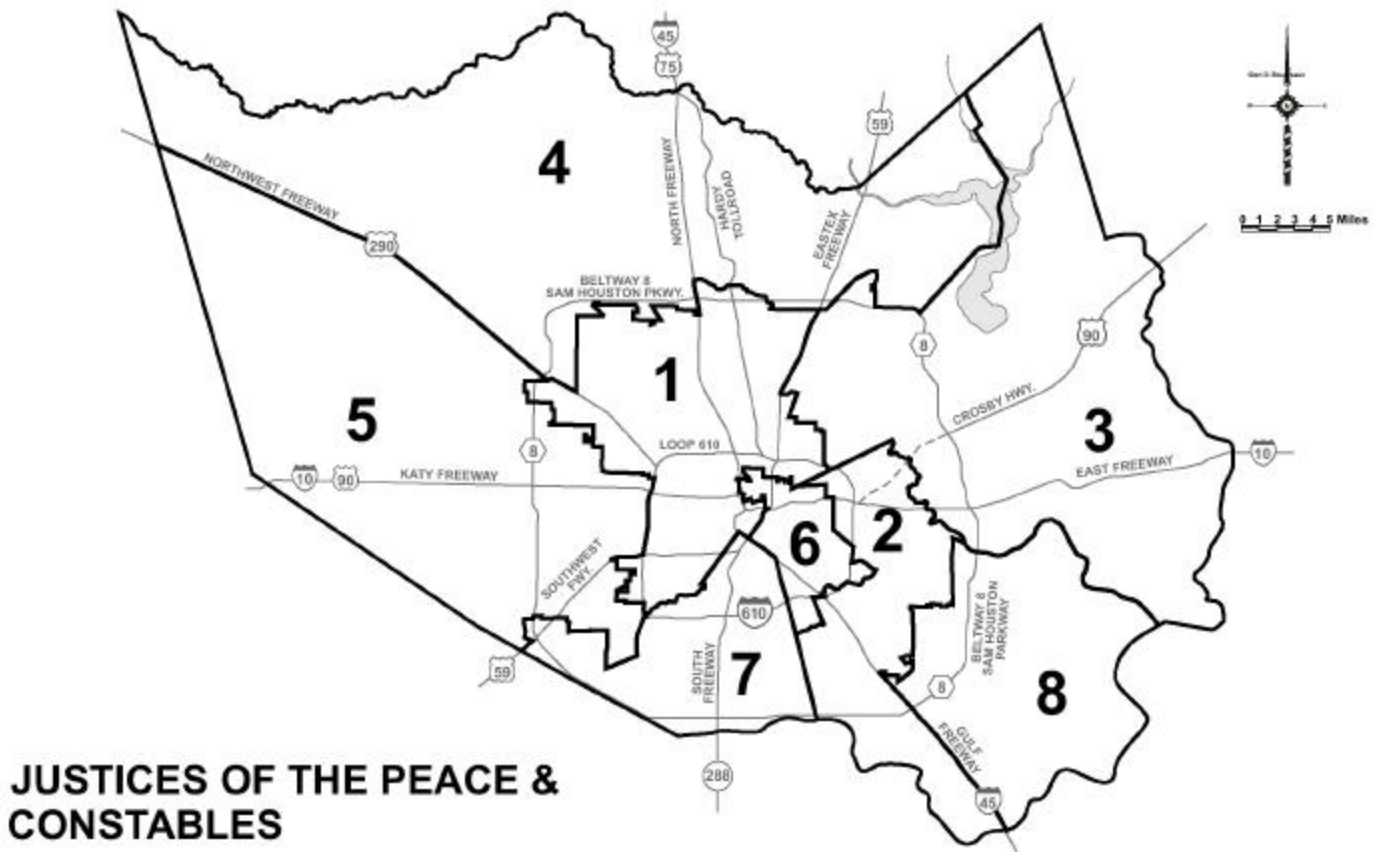 45
75
59
4
NORTHWEST FREEWAY
NORTH FREEWAY
HARDY
TOLLROAD
EASTEX
FREEWAY
0 1 2 3 4 5 Miles
290
BELTWAY 8
SAM HOUSTON PKWY.
8
90
1
CROSBY HWY.
3
5
8
LOOP 610
10
90
KATY FREEWAY
EAST FREEWAY
10
6
2
SOUTHWEST
FWY.
610
BELTWAY 8
SAM HOUSTON
PARKWAY
59
SOUTH
FREEWAY
7
8
8
GULF
FREEWAY
288
45
JUSTICES OF THE PEACE &
CONSTABLES